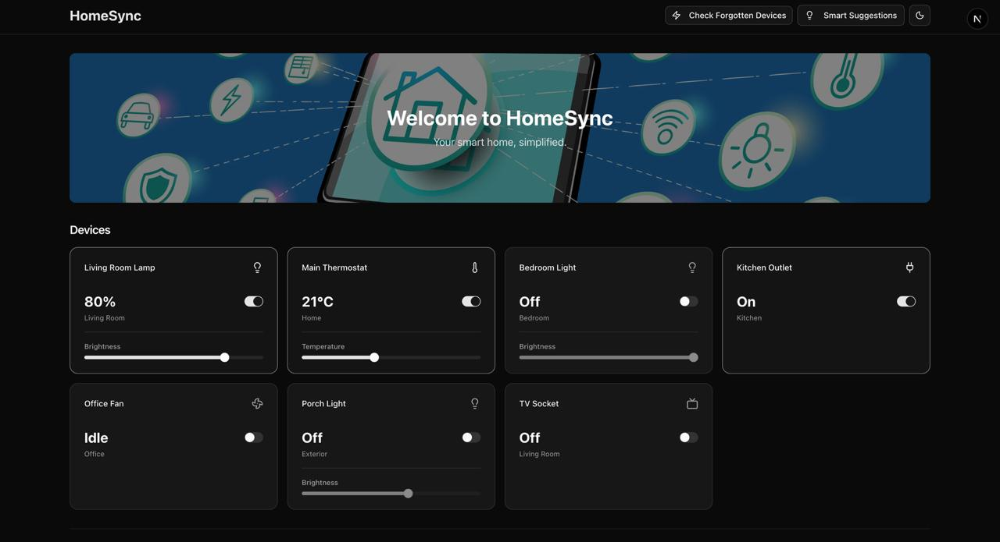 HomeSync
Check Forgotten Devices
Smart Suggestions
N
Welcome to HomeSync
Your smart home, simplified.
Devices
Living Room Lamp
80%
Living Room
Brightness
Main Thermostat
21°C
Home
Temperature
Bedroom Light
Off
Bedroom
Brightness
Kitchen Outlet
On
Kitchen
Office Fan
Idle
Office
Porch Light
Off
Exterior
Brightness
TV Socket
Off
Living Room